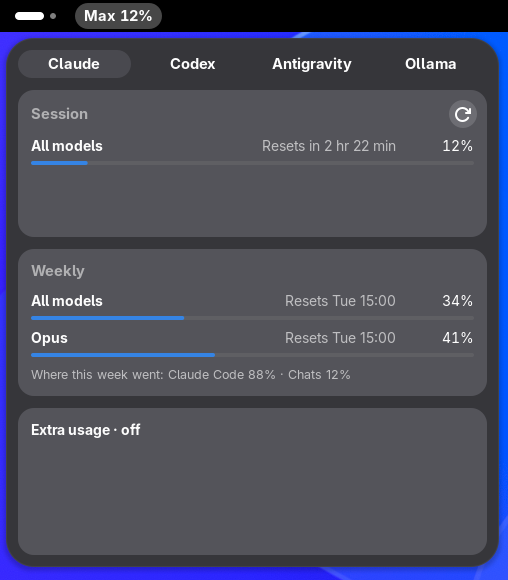 Max 12%
Claude Codex Antigravity Ollama
Session
All models Resets in 2 hr 22 min 12%
Weekly
All models Resets Tue 15:00 34%
Opus Resets Tue 15:00 41%
Where this week went: Claude Code 88% · Chats 12%
Extra usage · off